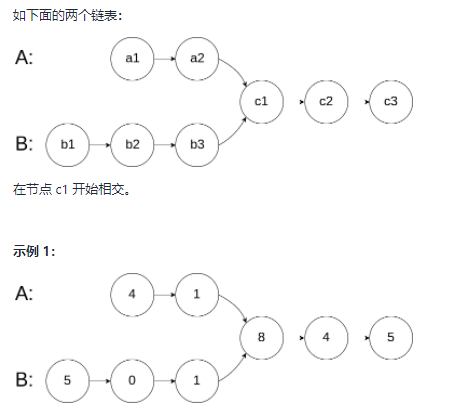 如下面的两个链表：
A: a1 a2
c1 c2 c3
B: b1 b2 b3
在节点 c1 开始相交。
示例 1：
A: 4 1
8 4 5
B: 5 0 1